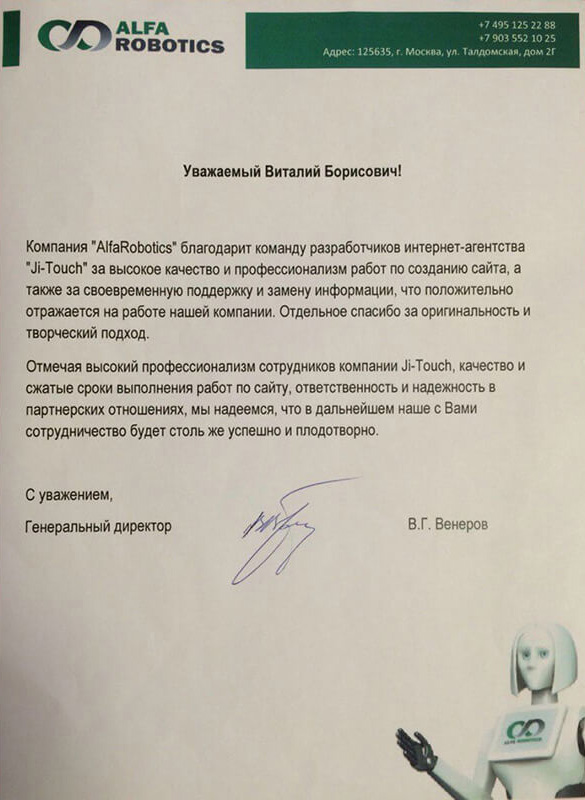 ALFA
ROBOTICS
+7 495 125 22 88
+7 903 552 10 25
Адрес: 125635, г. Москва, ул. Талдомская, дом 2Г
Уважаемый Виталий Борисович!
Компания "AlfaRobotics" благодарит команду разработчиков интернет-агентства
"Ji-Touch" за высокое качество и профессионализм работ по созданию сайта, а
также за своевременную поддержку и замену информации, что положительно
отражается на работе нашей компании. Отдельное спасибо за оригинальность и
творческий подход.
Отмечая высокий профессионализм сотрудников компании Ji-Touch, качество и
сжатые сроки выполнения работ по сайту, ответственность и надежность в
партнерских отношениях, мы надеемся, что в дальнейшем наше с Вами
сотрудничество будет столь же успешно и плодотворно.
С уважением,
Генеральный директор
В.Г. Венеров
ALFA ROBOTICS